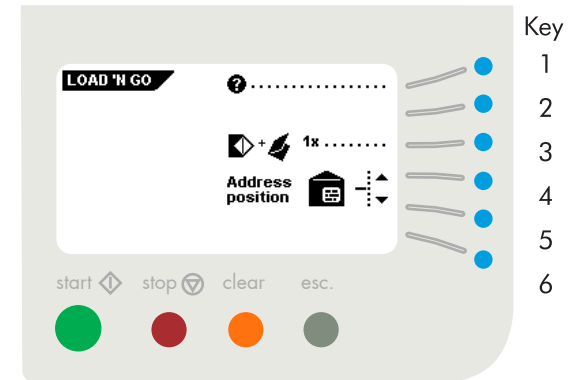 Key
LOAD 'N GO
1
?
2
+ 1x
3
Address
position
4
5
6
start stop clear esc.